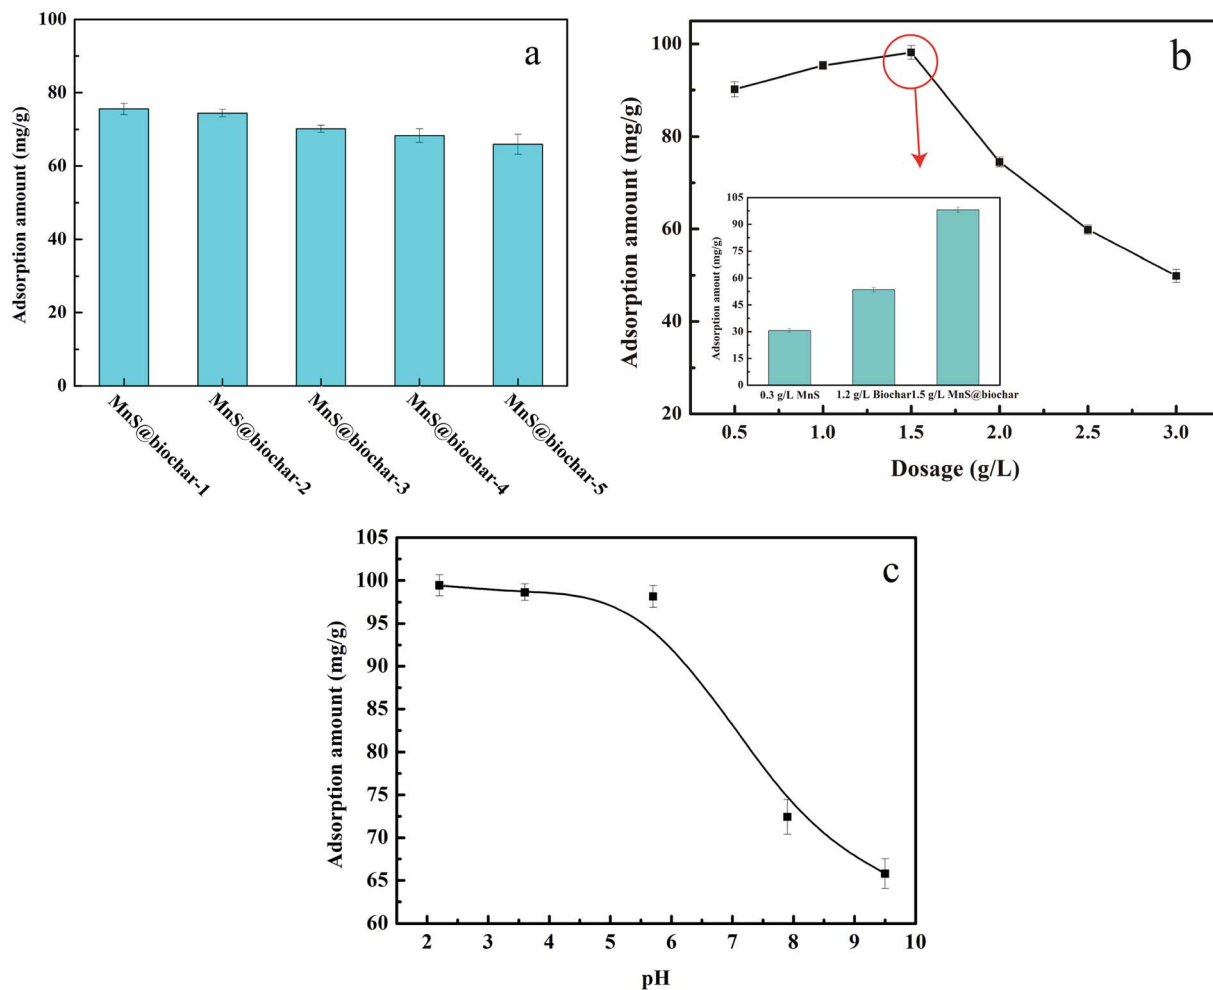 a
Adsorption amount (mg/g)
100
80
60
40
20
0
MnS@biochar-1
MnS@biochar-2
MnS@biochar-3
MnS@biochar-4
MnS@biochar-5
b
Adsorption amount (mg/g)
100
80
60
40
20
0.5 1.0 1.5 2.0 2.5 3.0
Dosage (g/L)
Adsorption amout (mg/g)
105
90
75
60
45
30
15
0
0.3 g/L MnS 1.2 g/L Biochar 1.5 g/L MnS@biochar
c
Adsorption amount (mg/g)
105
100
95
90
85
80
75
70
65
60
2 3 4 5 6 7 8 9 10
pH